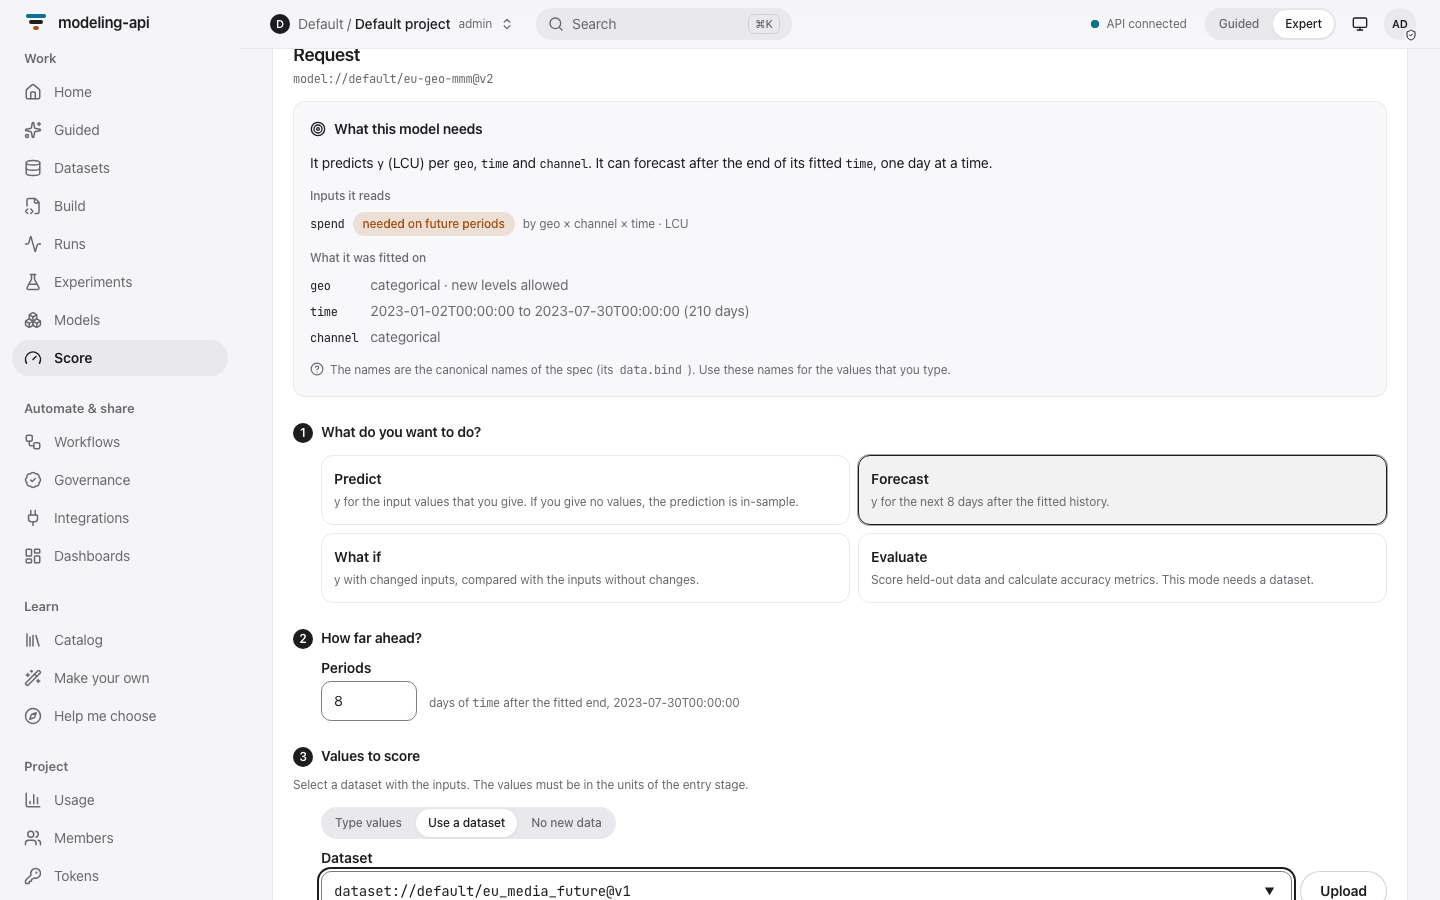 modeling-api
D Default / Default project admin
Search ⌘K
API connected
Guided Expert
AD
Work
Home
Guided
Datasets
Build
Runs
Experiments
Models
Score
Automate & share
Workflows
Governance
Integrations
Dashboards
Learn
Catalog
Make your own
Help me choose
Project
Usage
Members
Tokens
Request
model://default/eu-geo-mmm@v2
What this model needs
It predicts y (LCU) per geo, time and channel. It can forecast after the end of its fitted time, one day at a time.
Inputs it reads
spend needed on future periods by geo × channel × time · LCU
What it was fitted on
geo categorical · new levels allowed
time 2023-01-02T00:00:00 to 2023-07-30T00:00:00 (210 days)
channel categorical
The names are the canonical names of the spec (its data.bind ). Use these names for the values that you type.
1 What do you want to do?
Predict
y for the input values that you give. If you give no values, the prediction is in-sample.
Forecast
y for the next 8 days after the fitted history.
What if
y with changed inputs, compared with the inputs without changes.
Evaluate
Score held-out data and calculate accuracy metrics. This mode needs a dataset.
2 How far ahead?
Periods
8 days of time after the fitted end, 2023-07-30T00:00:00
3 Values to score
Select a dataset with the inputs. The values must be in the units of the entry stage.
Type values Use a dataset No new data
Dataset
dataset://default/eu_media_future@v1 Upload